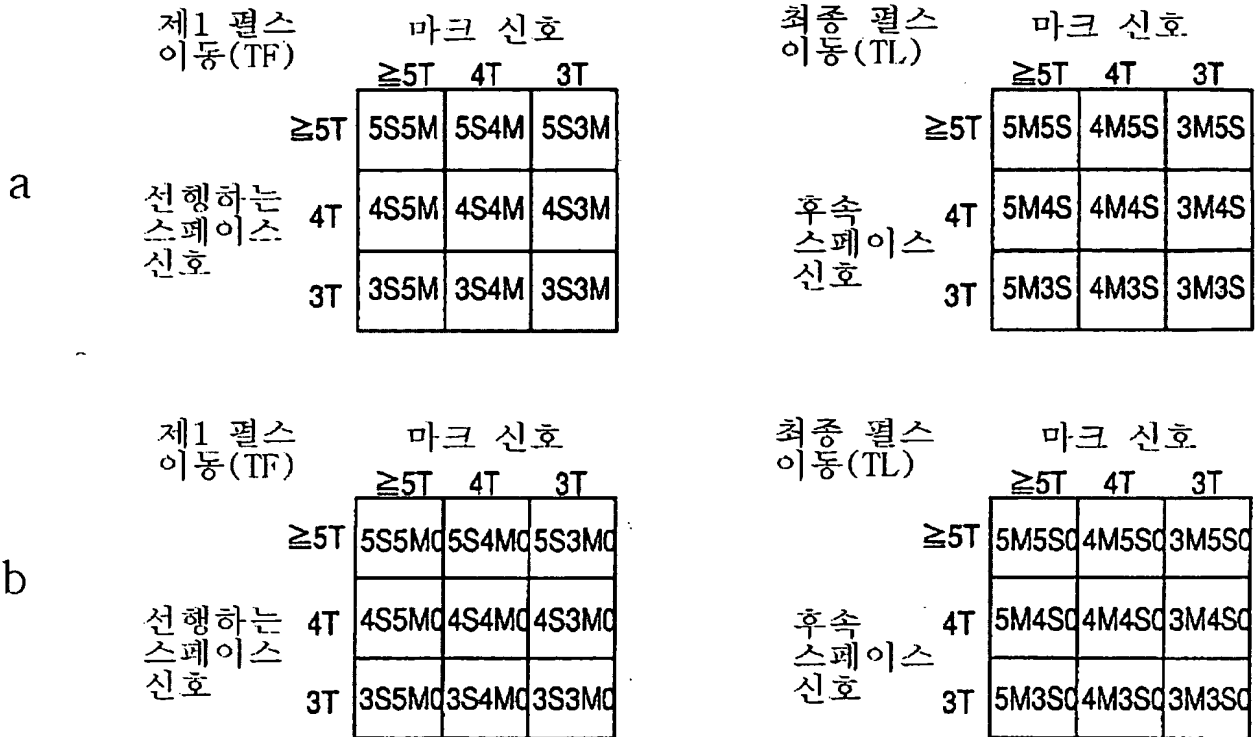 제1 펄스
이동(TF)
마크 신호
≧5T 4T 3T
≧5T 5S5M 5S4M 5S3M
a
선행하는
스페이스
신호
4T 4S5M 4S4M 4S3M
3T 3S5M 3S4M 3S3M
최종 펄스
이동(TL)
마크 신호
≧5T 4T 3T
≧5T 5M5S 4M5S 3M5S
후속
스페이스
신호
4T 5M4S 4M4S 3M4S
3T 5M3S 4M3S 3M3S
제1 펄스
이동(TF)
마크 신호
≧5T 4T 3T
≧5T 5S5M0 5S4M0 5S3M0
b
선행하는
스페이스
신호
4T 4S5M0 4S4M0 4S3M0
3T 3S5M0 3S4M0 3S3M0
최종 펄스
이동(TL)
마크 신호
≧5T 4T 3T
≧5T 5M5S0 4M5S0 3M5S0
후속
스페이스
신호
4T 5M4S0 4M4S0 3M4S0
3T 5M3S0 4M3S0 3M3S0